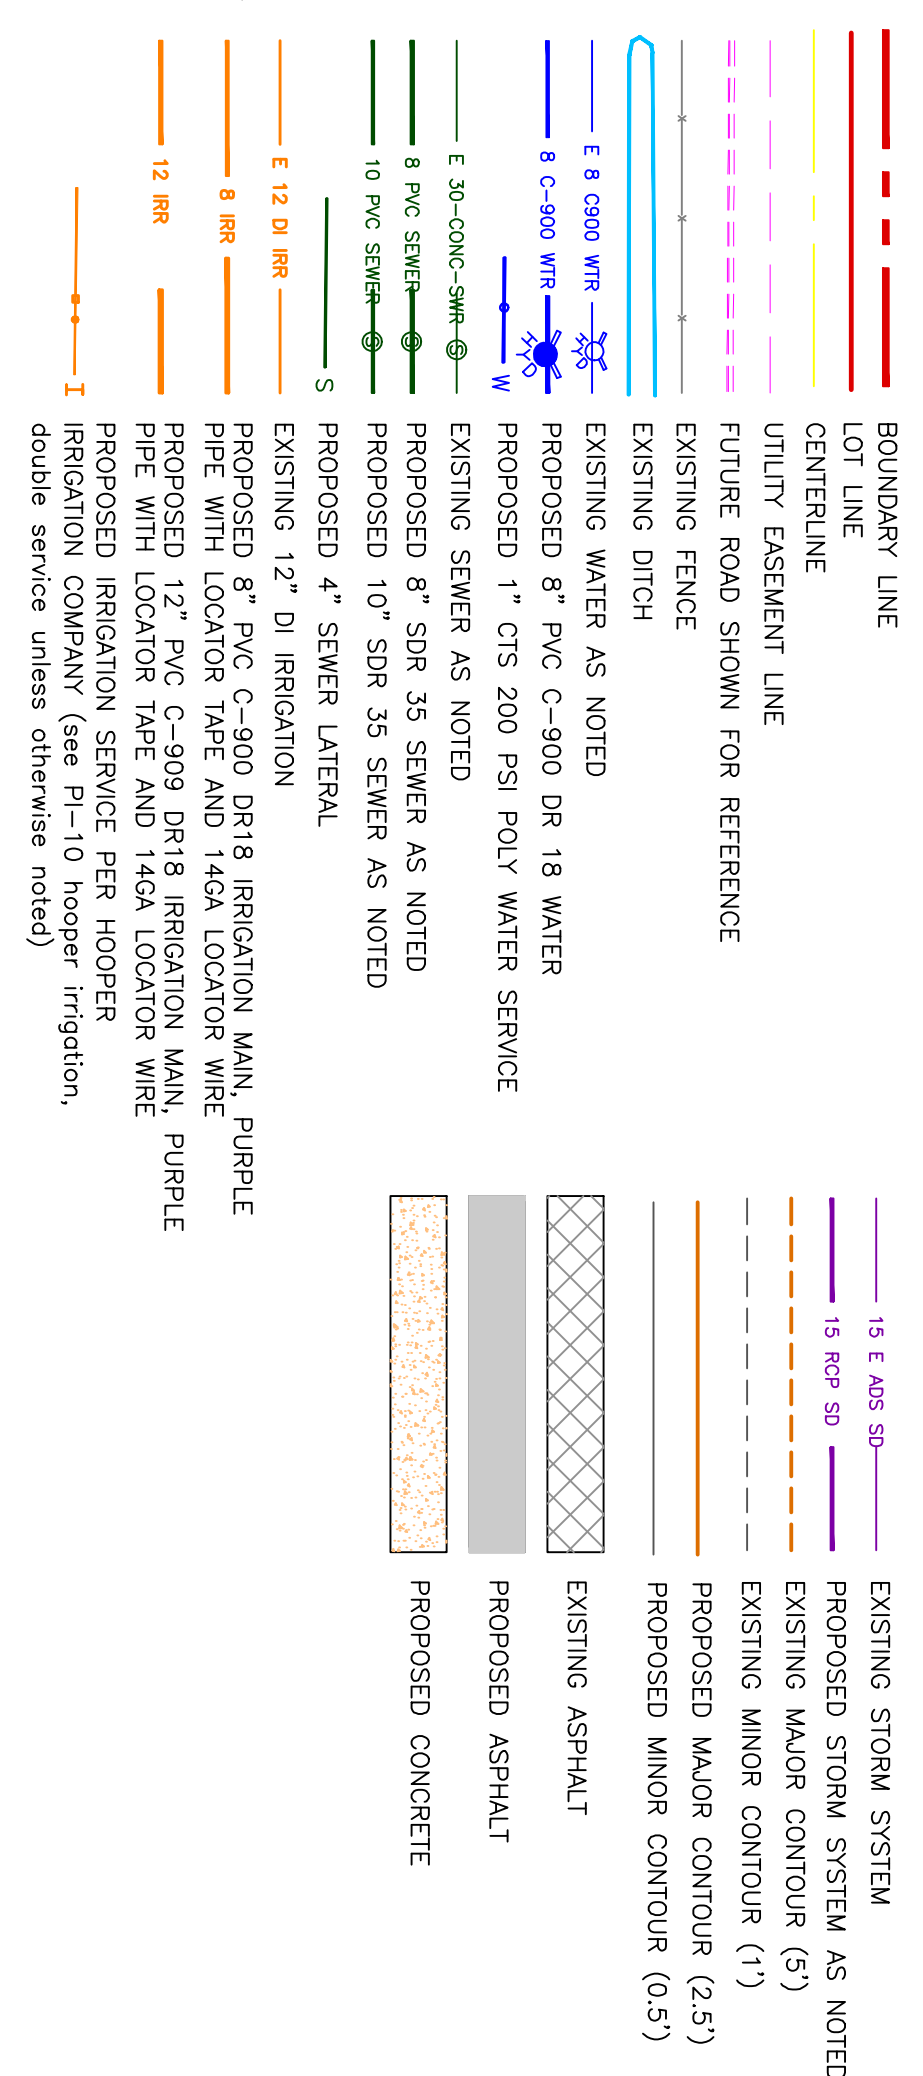 BOUNDARY LINE
LOT LINE
CENTERLINE
UTILITY EASEMENT LINE
FUTURE ROAD SHOWN FOR REFERENCE
EXISTING FENCE
EXISTING DITCH
E 8 C900 WTR HYD EXISTING WATER AS NOTED
8 C-900 WTR HYD PROPOSED 8" PVC C-900 DR 18 WATER
W PROPOSED 1" CTS 200 PSI POLY WATER SERVICE
E 30-CONC-SWR S EXISTING SEWER AS NOTED
8 PVC SEWER S PROPOSED 8" SDR 35 SEWER AS NOTED
10 PVC SEWER S PROPOSED 10" SDR 35 SEWER AS NOTED
S PROPOSED 4" SEWER LATERAL
E 12 DI IRR EXISTING 12" DI IRRIGATION
8 IRR PROPOSED 8" PVC C-900 DR18 IRRIGATION MAIN, PURPLE
PIPE WITH LOCATOR TAPE AND 14GA LOCATOR WIRE
12 IRR PROPOSED 12" PVC C-909 DR18 IRRIGATION MAIN, PURPLE
PIPE WITH LOCATOR TAPE AND 14GA LOCATOR WIRE
PROPOSED IRRIGATION SERVICE PER HOOPER
I IRRIGATION COMPANY (see PI-10 hooper irrigation,
double service unless otherwise noted)
15 E ADS SD EXISTING STORM SYSTEM
15 RCP SD PROPOSED STORM SYSTEM AS NOTED
EXISTING MAJOR CONTOUR (5')
EXISTING MINOR CONTOUR (1')
PROPOSED MAJOR CONTOUR (2.5')
PROPOSED MINOR CONTOUR (0.5')
EXISTING ASPHALT
PROPOSED ASPHALT
PROPOSED CONCRETE